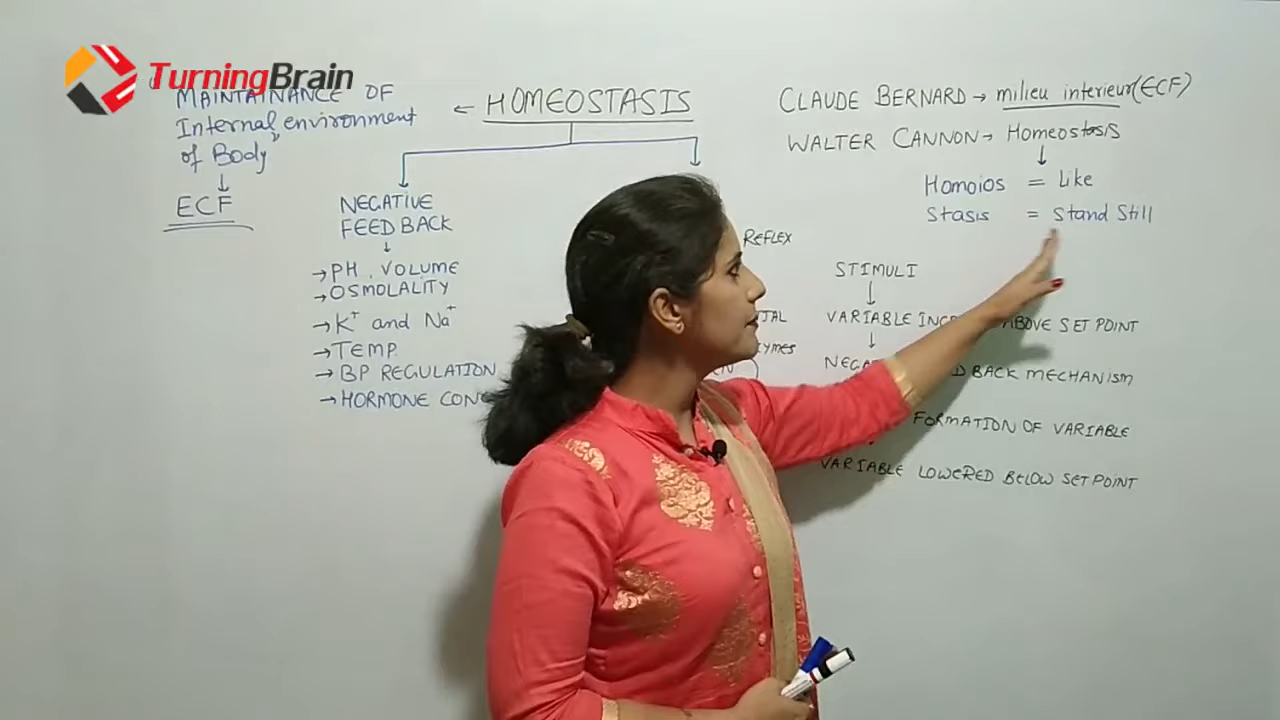 TurningBrain
"MAINTAINANCE OF
Internal environment
of Body"
↓
ECF
← HOMEOSTASIS
NEGATIVE
FEEDBACK
↓
→ PH, VOLUME
→ OSMOLALITY
→ K+ and Na+
→ TEMP.
→ BP REGULATION
→ HORMONE
REFLEX
CLAUDE BERNARD → milieu interieur (ECF)
WALTER CANNON → Homeostasis
↓
Homoios = Like
Stasis = Stand Still
STIMULI
↓
VARIABLE ABOVE SET POINT
↓
BACK MECHANISM
FORMATION OF VARIABLE
VARIABLE LOWERED BELOW SET POINT